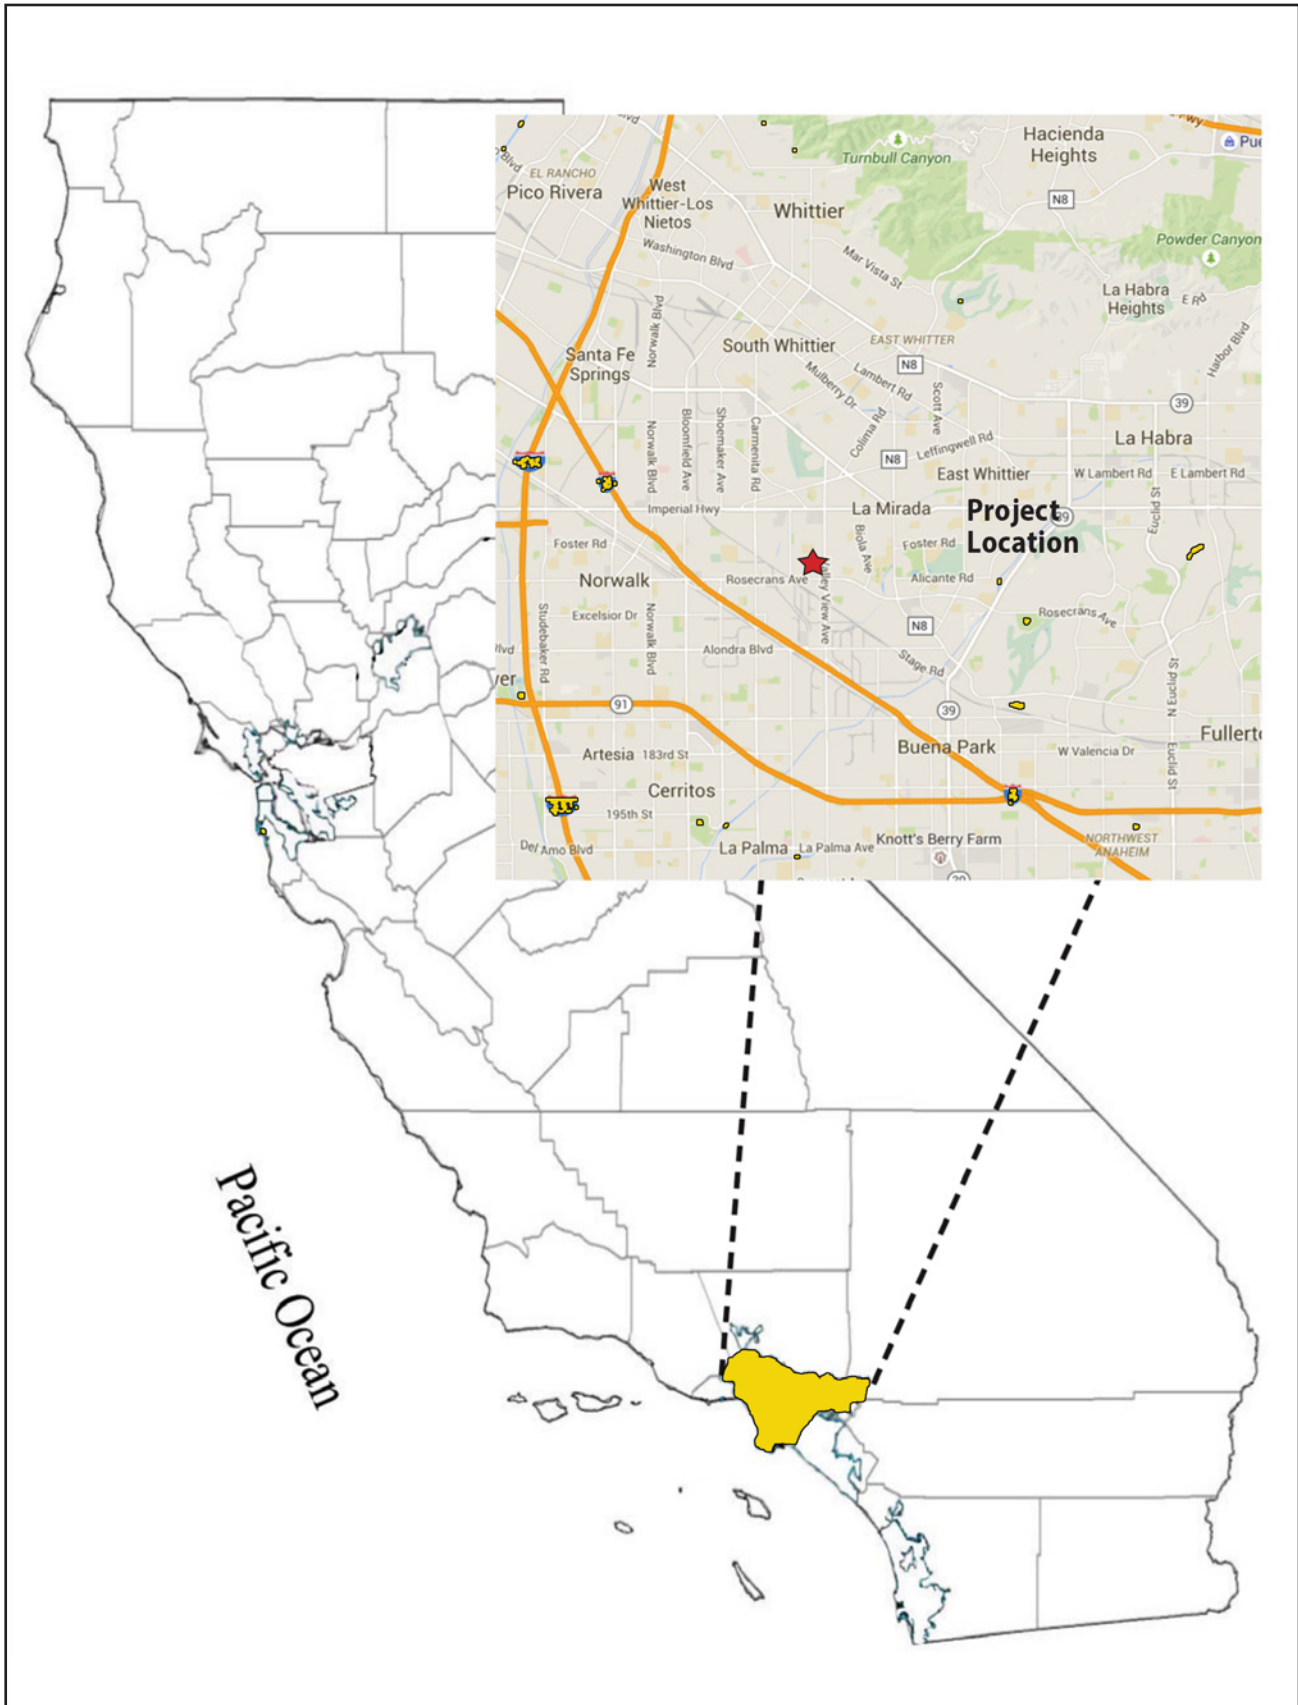 Hacienda
Heights
Turnbull Canyon
EL RANCHO
Pico Rivera
West
Whittier-Los
Nietos
Whittier
N8
Washington Blvd
Mar Vista St
Powder Canyon
La Habra
Heights
E Rd
Harbor Blvd
Norwalk Blvd
South Whittier
EAST WHITTER
Santa Fe
Springs
N8
Mulberry Dr
Lambert Rd
Scott Ave
39
Norwalk Blvd
Bloomfield Ave
Shoemaker Ave
Carmenita Rd
Colima Rd
Leffingwell Rd
La Habra
N8
East Whittier
W Lambert Rd
E Lambert Rd
Euclid St
Imperial Hwy
La Mirada
Project
Location
Foster Rd
Biola Ave
Foster Rd
Norwalk
Rosecrans Ave
Valley View Ave
Alicante Rd
Studebaker Rd
Excelsior Dr
Norwalk Blvd
N8
Rosecrans Ave
Alondra Blvd
Stage Rd
N Euclid St
91
39
Artesia
183rd St
Buena Park
W Valencia Dr
Euclid St
Cerritos
195th St
Amo Blvd
La Palma
La Palma Ave
Knott's Berry Farm
NORTHWEST
ANAHEIM
Pacific Ocean